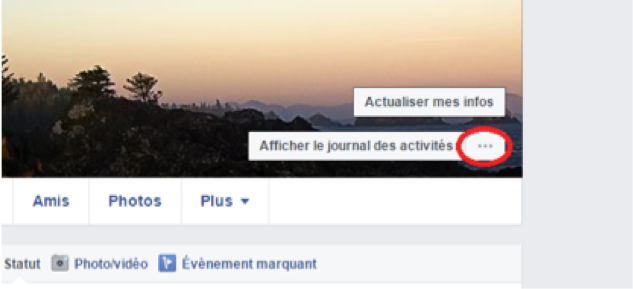 Actualiser mes infos
Afficher le journal des activités ...
Amis Photos Plus
Statut Photo/vidéo Évènement marquant